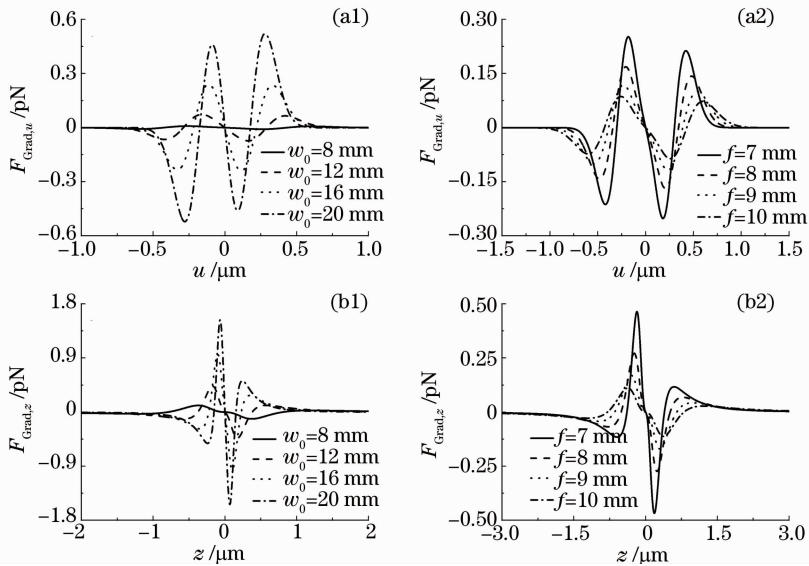 (a1)
F_Grad,u /pN
0.6
0.3
0
-0.3
-0.6
w_0=8 mm
w_0=12 mm
w_0=16 mm
w_0=20 mm
-1.0 -0.5 0 0.5 1.0
u /μm
(a2)
F_Grad,u /pN
0.30
0.15
0
-0.15
-0.30
f=7 mm
f=8 mm
f=9 mm
f=10 mm
-1.5 -1.0 -0.5 0 0.5 1.0 1.5
u /μm
(b1)
F_Grad,z /pN
1.8
0.9
0
-0.9
-1.8
w_0=8 mm
w_0=12 mm
w_0=16 mm
w_0=20 mm
-2 -1 0 1 2
z /μm
(b2)
F_Grad,z /pN
0.50
0.25
0
-0.25
-0.50
f=7 mm
f=8 mm
f=9 mm
f=10 mm
-3.0 -1.5 0 1.5 3.0
z /μm